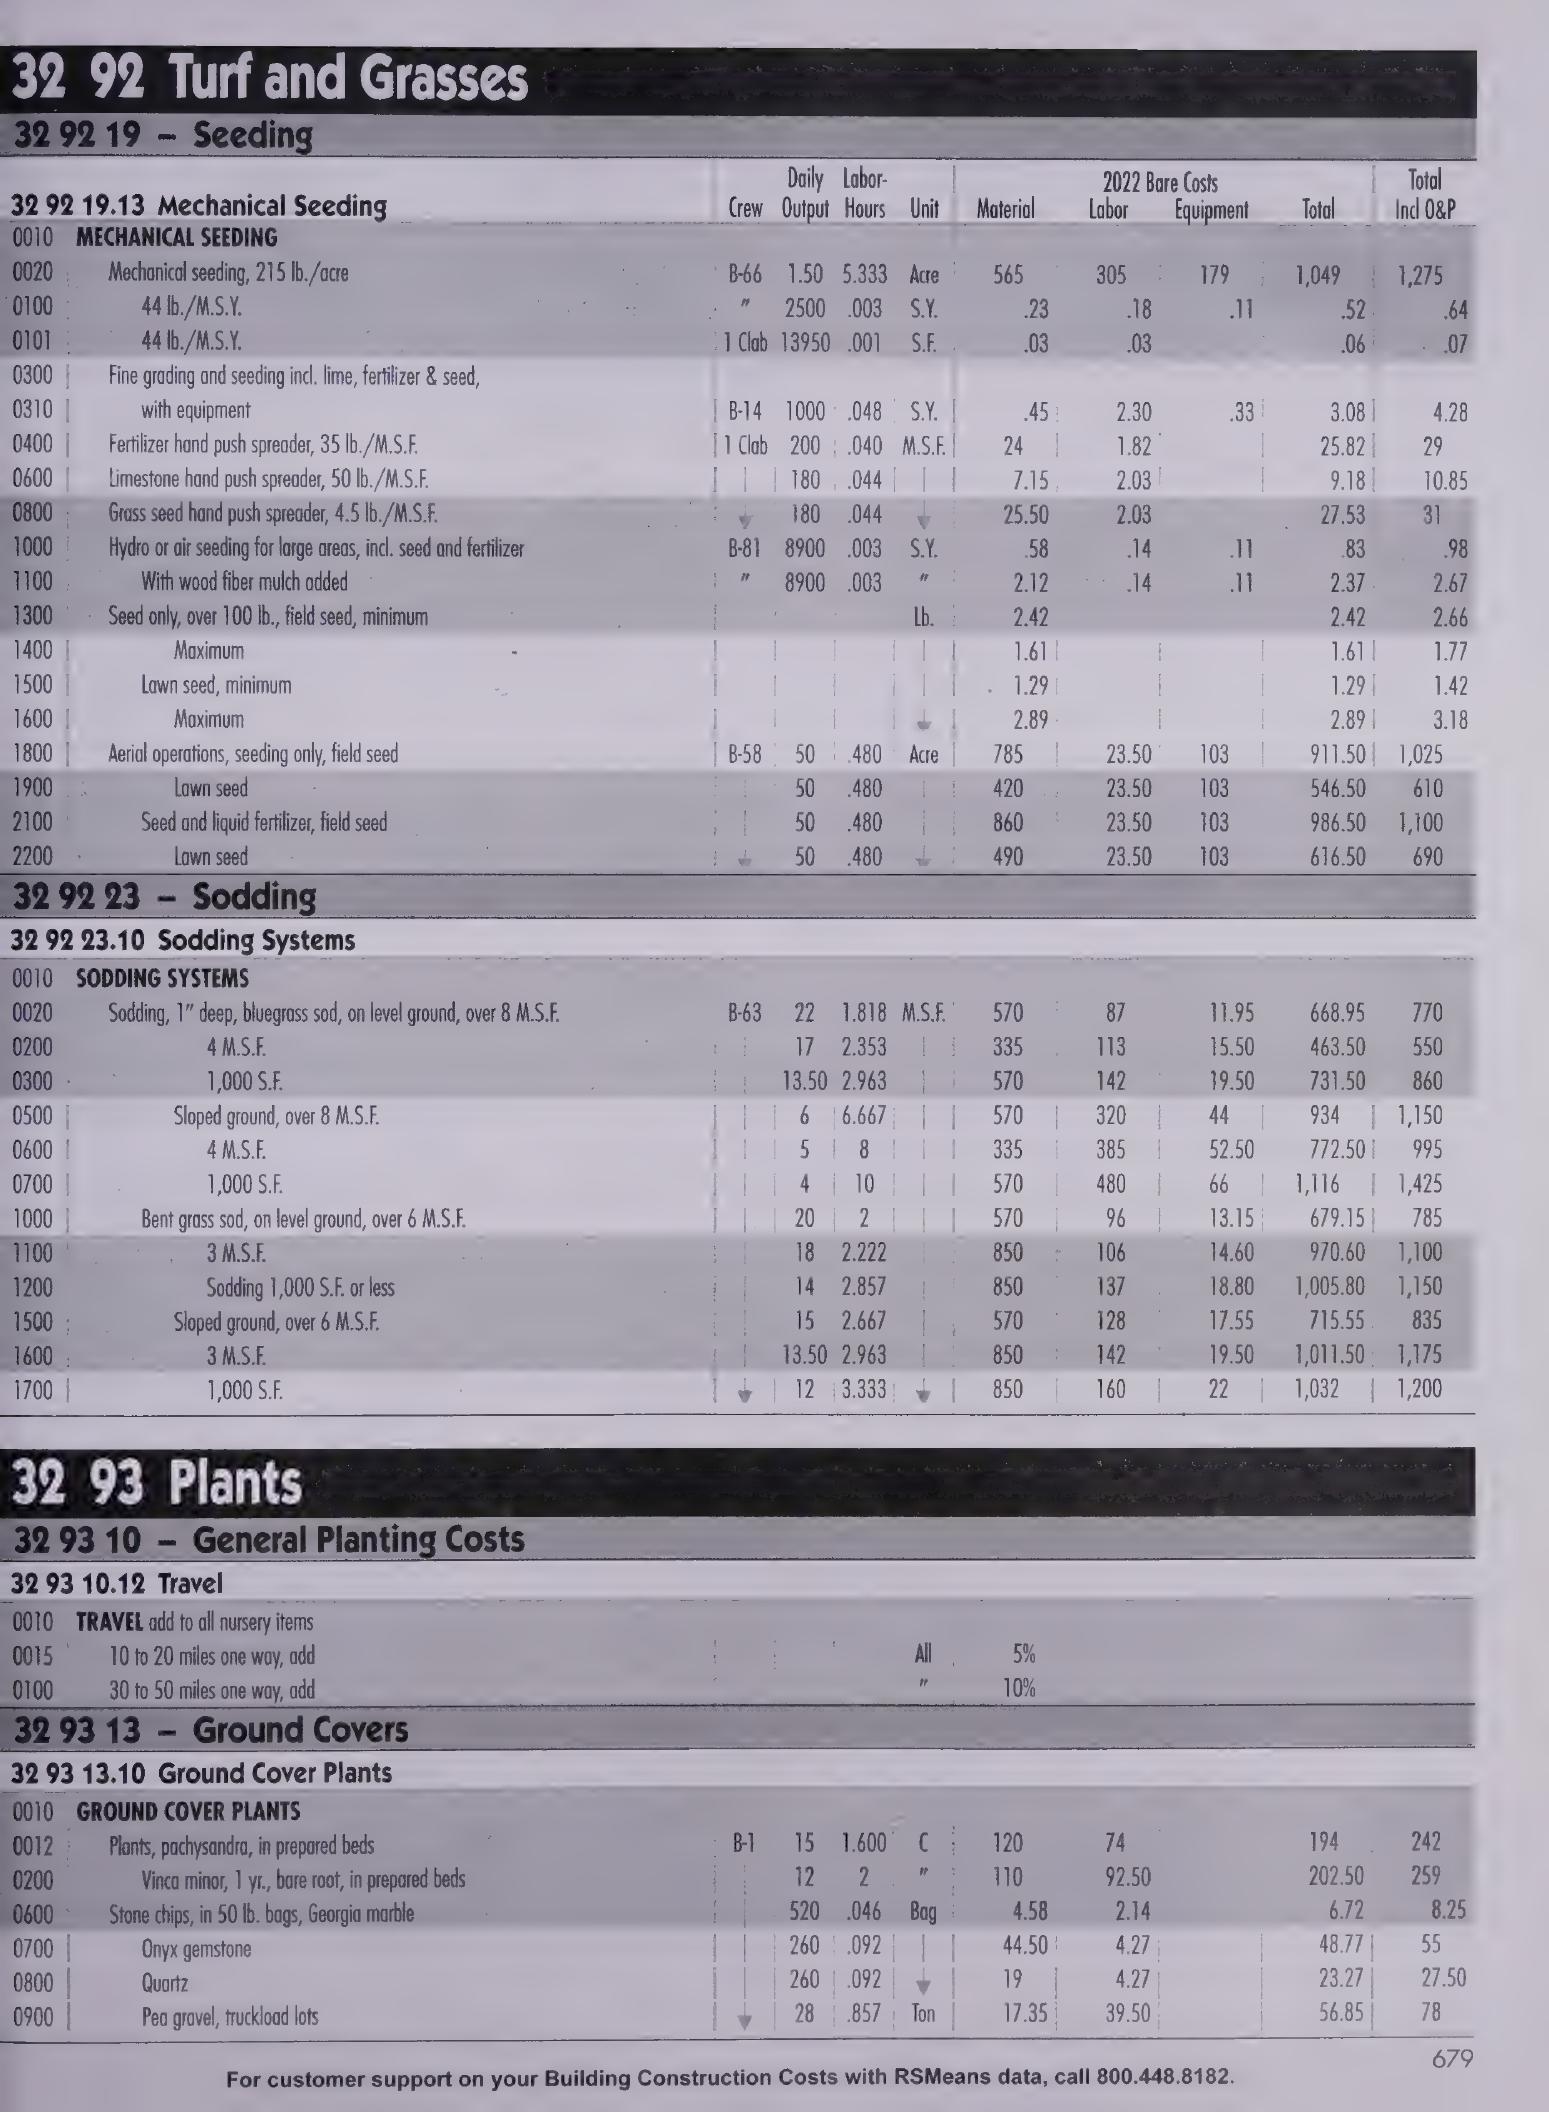 32 92 Turf and Grasses
32 92 19 – Seeding
32 92 19.13 Mechanical Seeding Crew Daily Output Labor-Hours Unit Material 2022 Bare Costs Labor Equipment Total Total Incl O&P
0010 MECHANICAL SEEDING
0020 Mechanical seeding, 215 lb./acre B-66 1.50 5.333 Acre 565 305 179 1,049 1,275
0100 44 lb./M.S.Y. " 2500 .003 S.Y. .23 .18 .11 .52 .64
0101 44 lb./M.S.Y. 1 Clab 13950 .001 S.F. .03 .03 .06 .07
0300 Fine grading and seeding incl. lime, fertilizer & seed,
0310 with equipment B-14 1000 .048 S.Y. .45 2.30 .33 3.08 4.28
0400 Fertilizer hand push spreader, 35 lb./M.S.F. 1 Clab 200 .040 M.S.F. 24 1.82 25.82 29
0600 Limestone hand push spreader, 50 lb./M.S.F. 180 .044 7.15 2.03 9.18 10.85
0800 Grass seed hand push spreader, 4.5 lb./M.S.F. 180 .044 25.50 2.03 27.53 31
1000 Hydro or air seeding for large areas, incl. seed and fertilizer B-81 8900 .003 S.Y. .58 .14 .11 .83 .98
1100 With wood fiber mulch added " 8900 .003 " 2.12 .14 .11 2.37 2.67
1300 Seed only, over 100 lb., field seed, minimum Lb. 2.42 2.42 2.66
1400 Maximum 1.61 1.61 1.77
1500 Lawn seed, minimum 1.29 1.29 1.42
1600 Maximum 2.89 2.89 3.18
1800 Aerial operations, seeding only, field seed B-58 50 .480 Acre 785 23.50 103 911.50 1,025
1900 Lawn seed 50 .480 420 23.50 103 546.50 610
2100 Seed and liquid fertilizer, field seed 50 .480 860 23.50 103 986.50 1,100
2200 Lawn seed 50 .480 490 23.50 103 616.50 690
32 92 23 – Sodding
32 92 23.10 Sodding Systems
0010 SODDING SYSTEMS
0020 Sodding, 1" deep, bluegrass sod, on level ground, over 8 M.S.F. B-63 22 1.818 M.S.F. 570 87 11.95 668.95 770
0200 4 M.S.F. 17 2.353 335 113 15.50 463.50 550
0300 1,000 S.F. 13.50 2.963 570 142 19.50 731.50 860
0500 Sloped ground, over 8 M.S.F. 6 6.667 570 320 44 934 1,150
0600 4 M.S.F. 5 8 335 385 52.50 772.50 995
0700 1,000 S.F. 4 10 570 480 66 1,116 1,425
1000 Bent grass sod, on level ground, over 6 M.S.F. 20 2 570 96 13.15 679.15 785
1100 3 M.S.F. 18 2.222 850 106 14.60 970.60 1,100
1200 Sodding 1,000 S.F. or less 14 2.857 850 137 18.80 1,005.80 1,150
1500 Sloped ground, over 6 M.S.F. 15 2.667 570 128 17.55 715.55 835
1600 3 M.S.F. 13.50 2.963 850 142 19.50 1,011.50 1,175
1700 1,000 S.F. 12 3.333 850 160 22 1,032 1,200
32 93 Plants
32 93 10 – General Planting Costs
32 93 10.12 Travel
0010 TRAVEL add to all nursery items
0015 10 to 20 miles one way, add All 5%
0100 30 to 50 miles one way, add " 10%
32 93 13 – Ground Covers
32 93 13.10 Ground Cover Plants
0010 GROUND COVER PLANTS
0012 Plants, pachysandra, in prepared beds B-1 15 1.600 C 120 74 194 242
0200 Vinca minor, 1 yr., bare root, in prepared beds 12 2 " 110 92.50 202.50 259
0600 Stone chips, in 50 lb. bags, Georgia marble 520 .046 Bag 4.58 2.14 6.72 8.25
0700 Onyx gemstone 260 .092 44.50 4.27 48.77 55
0800 Quartz 260 .092 19 4.27 23.27 27.50
0900 Pea gravel, truckload lots 28 .857 Ton 17.35 39.50 56.85 78
679
For customer support on your Building Construction Costs with RSMeans data, call 800.448.8182.